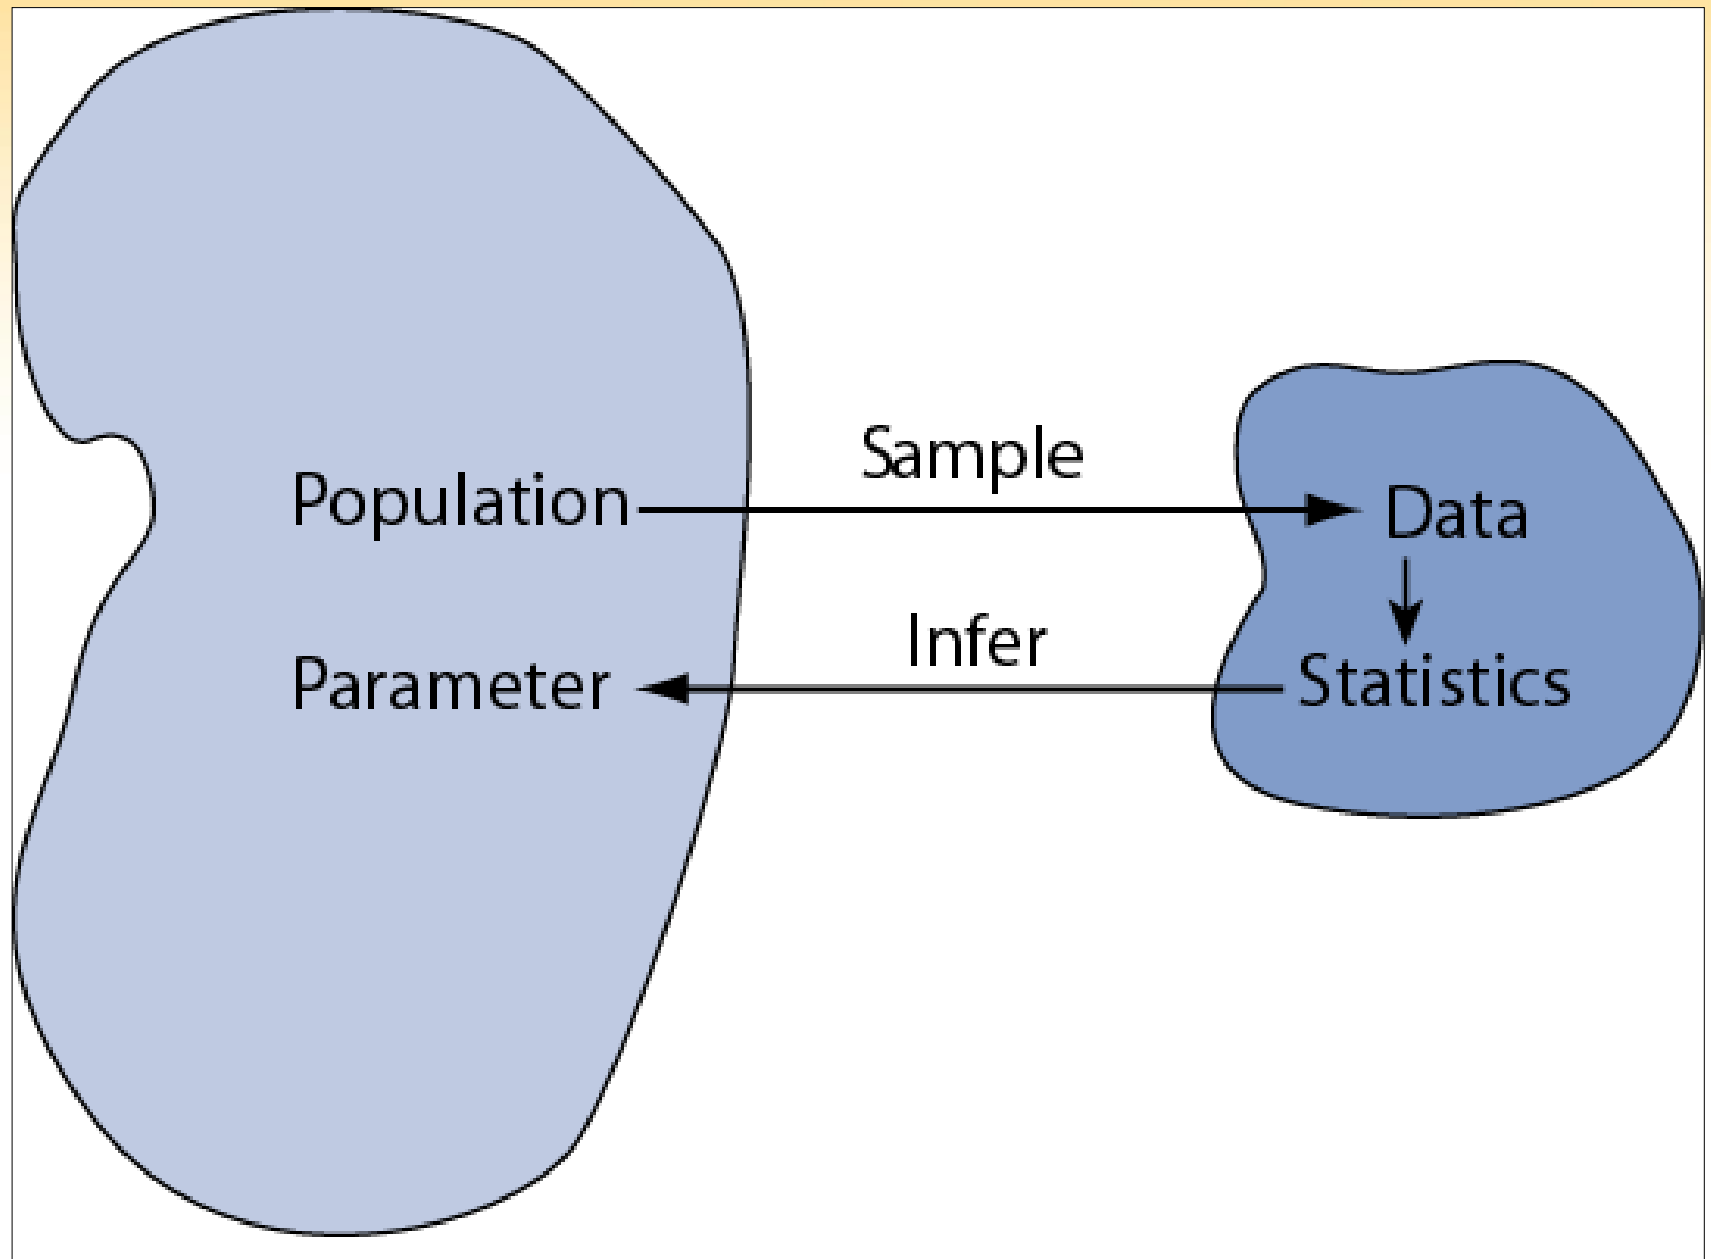 Sample
Population
Data
Infer
Parameter
Statistics